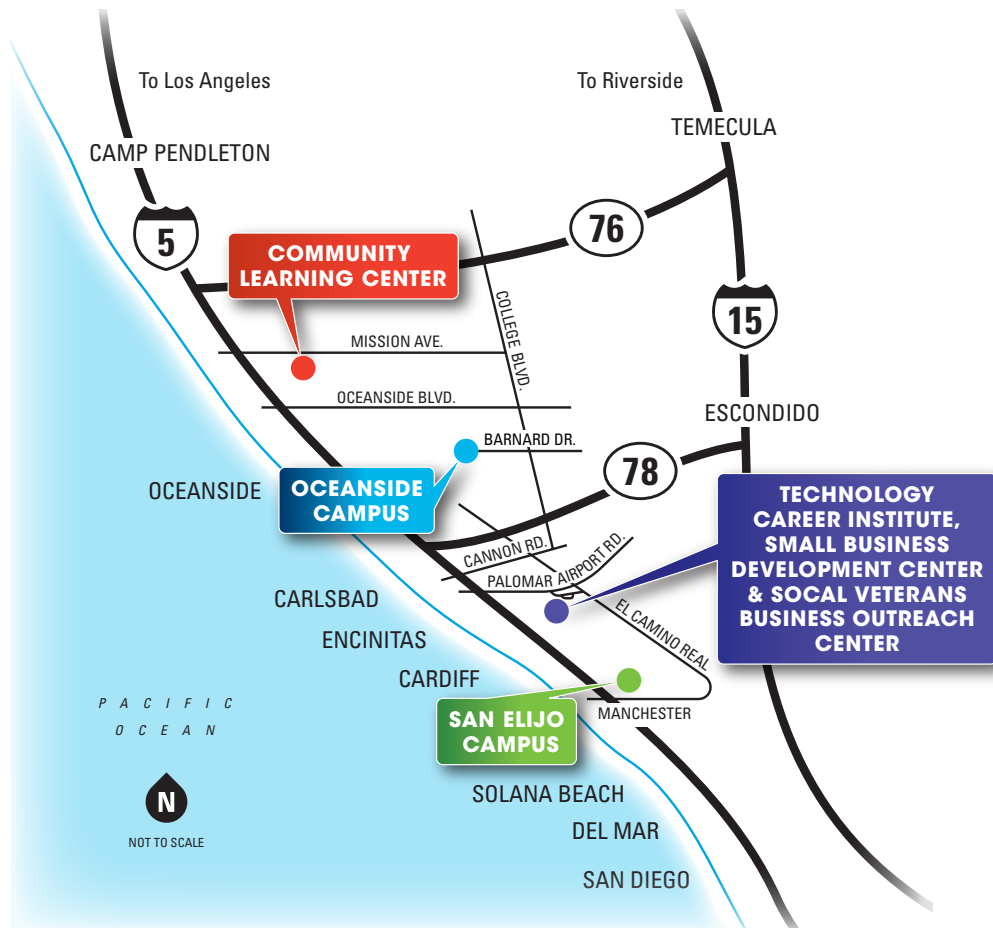 To Los Angeles
To Riverside
TEMECULA
CAMP PENDLETON
5
76
COMMUNITY
LEARNING CENTER
15
COLLEGE BLVD.
MISSION AVE.
OCEANSIDE BLVD.
ESCONDIDO
BARNARD DR.
78
OCEANSIDE
OCEANSIDE
CAMPUS
TECHNOLOGY
CAREER INSTITUTE,
SMALL BUSINESS
DEVELOPMENT CENTER
& SOCAL VETERANS
BUSINESS OUTREACH
CENTER
CANNON RD.
PALOMAR AIRPORT RD.
CARLSBAD
EL CAMINO REAL
ENCINITAS
CARDIFF
PACIFIC
OCEAN
SAN ELIJO
CAMPUS
MANCHESTER
SOLANA BEACH
N
DEL MAR
NOT TO SCALE
SAN DIEGO